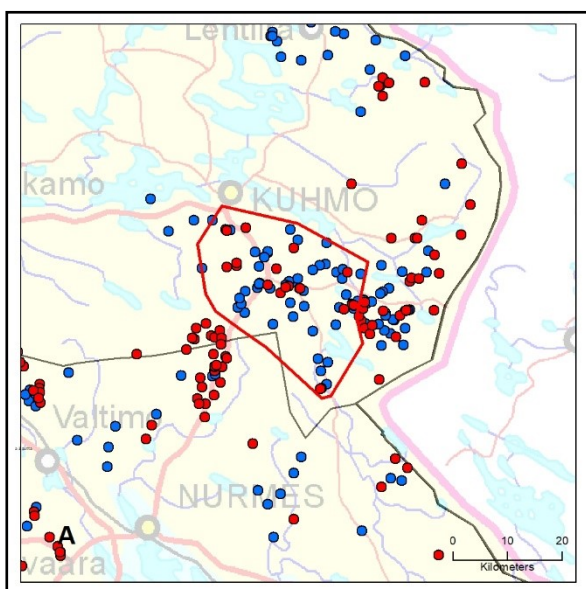 Lentiira
kamo
KUHMO
Valtimo
NURMES
A
vaara
0 10 20
Kilometers